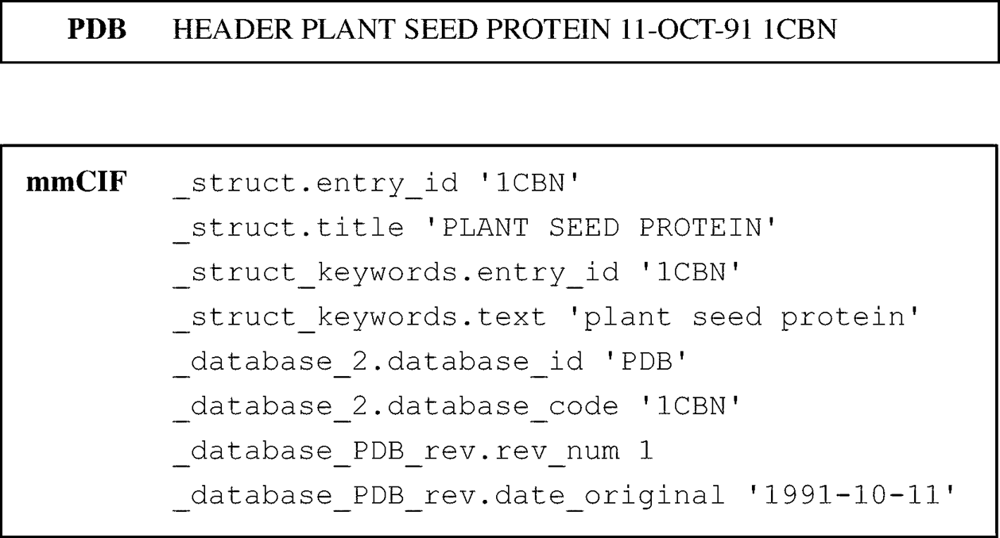 PDB HEADER PLANT SEED PROTEIN 11-OCT-91 1CBN
mmCIF _struct.entry_id '1CBN'
_struct.title 'PLANT SEED PROTEIN'
_struct_keywords.entry_id '1CBN'
_struct_keywords.text 'plant seed protein'
_database_2.database_id 'PDB'
_database_2.database_code '1CBN'
_database_PDB_rev.rev_num 1
_database_PDB_rev.date_original '1991-10-11'